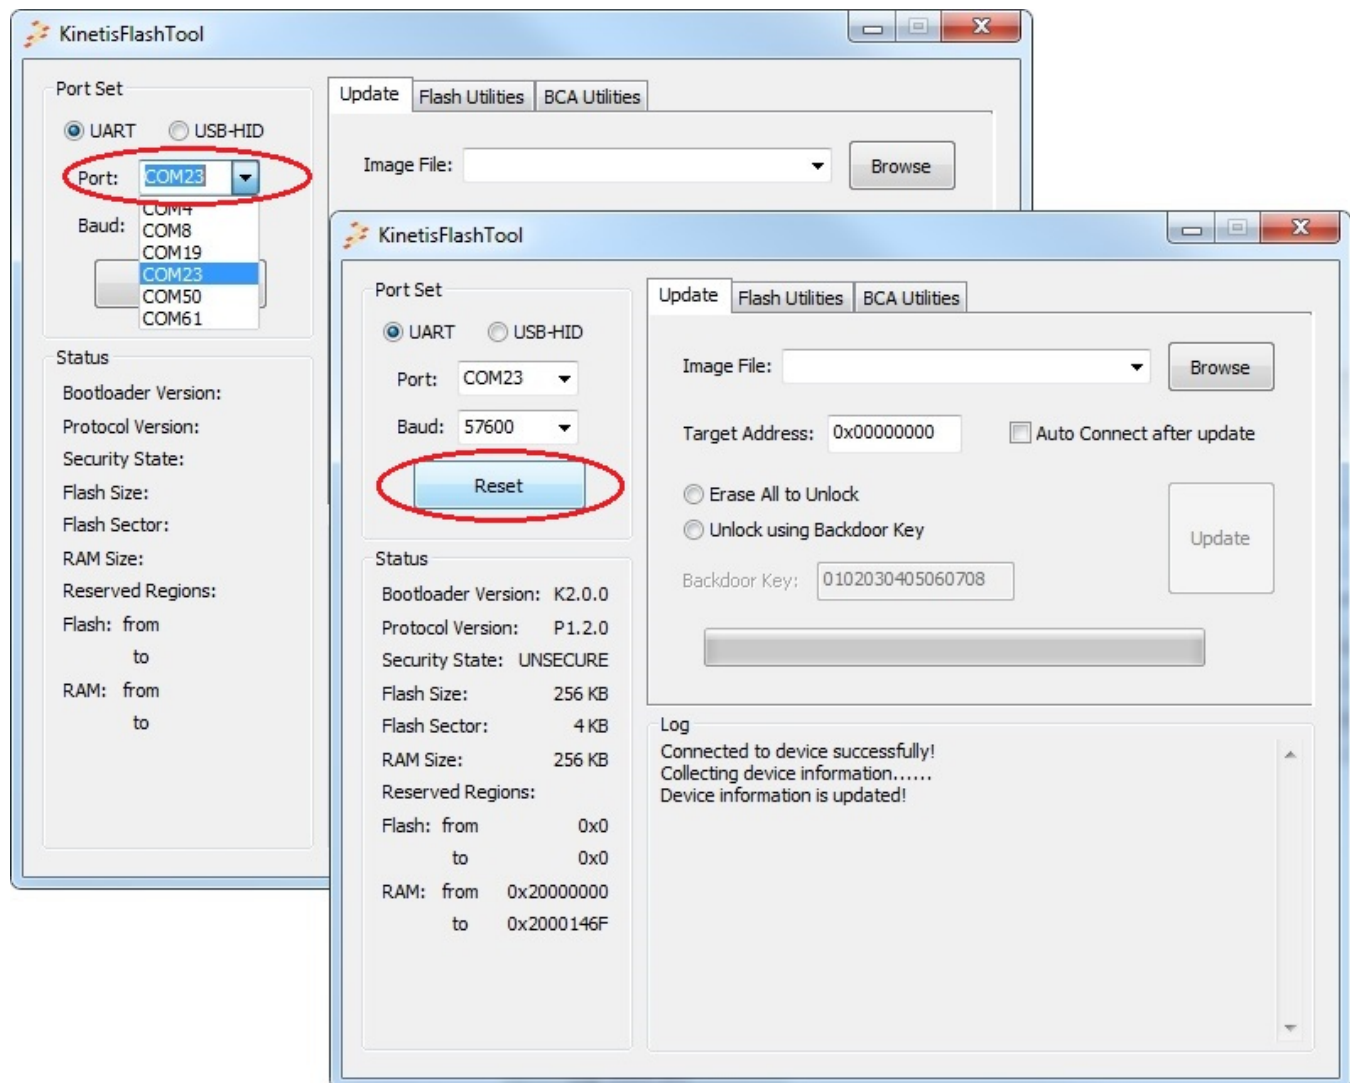 KinetisFlashTool
Port Set
UART USB-HID
Port: COM23
COM4
COM8
COM19
COM23
COM50
COM61
Baud:
Update Flash Utilities BCA Utilities
Image File: Browse
Status
Bootloader Version:
Protocol Version:
Security State:
Flash Size:
Flash Sector:
RAM Size:
Reserved Regions:
Flash: from
to
RAM: from
to
KinetisFlashTool
Port Set
UART USB-HID
Port: COM23
Baud: 57600
Reset
Status
Bootloader Version: K2.0.0
Protocol Version: P1.2.0
Security State: UNSECURE
Flash Size: 256 KB
Flash Sector: 4 KB
RAM Size: 256 KB
Reserved Regions:
Flash: from 0x0
to 0x0
RAM: from 0x20000000
to 0x2000146F
Update Flash Utilities BCA Utilities
Image File: Browse
Target Address: 0x00000000 Auto Connect after update
Erase All to Unlock
Unlock using Backdoor Key
Backdoor Key: 0102030405060708
Update
Log
Connected to device successfully!
Collecting device information......
Device information is updated!